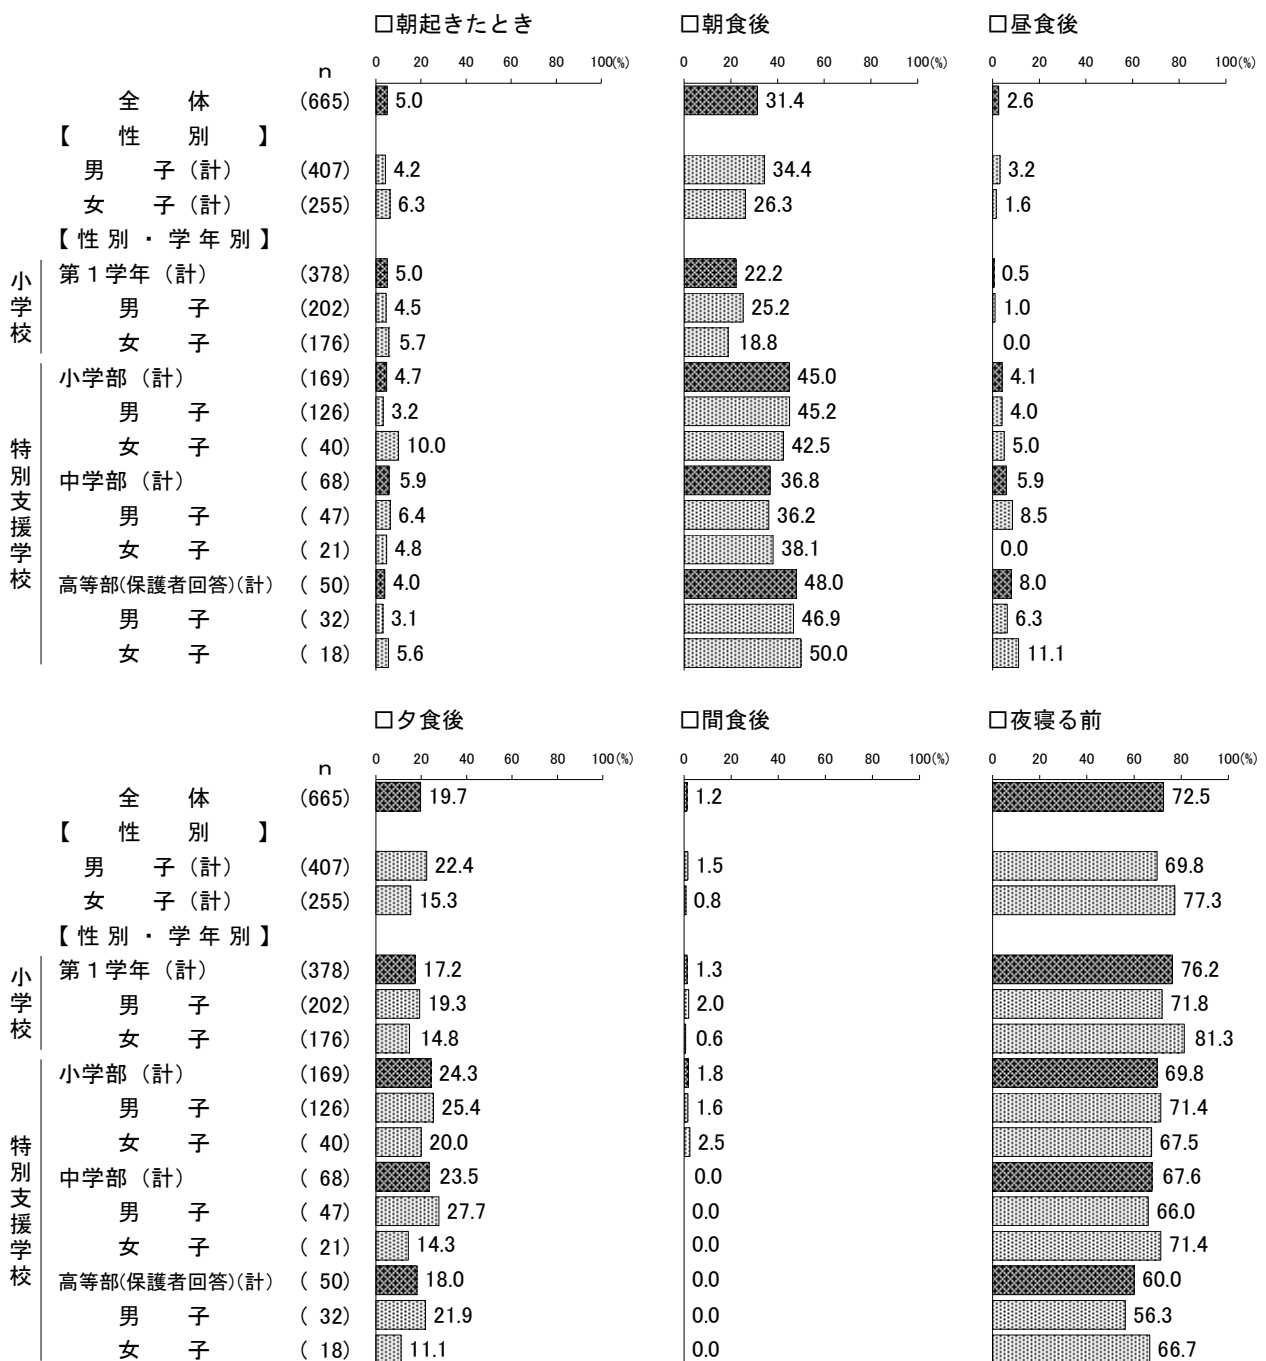 □朝起きたとき □朝食後 □昼食後
n 0 20 40 60 80 100(%) 0 20 40 60 80 100(%) 0 20 40 60 80 100(%)
全 体 (665) 5.0 31.4 2.6
【 性 別 】
男 子(計) (407) 4.2 34.4 3.2
女 子(計) (255) 6.3 26.3 1.6
【性別・学年別】
小学校
第1学年(計) (378) 5.0 22.2 0.5
男 子 (202) 4.5 25.2 1.0
女 子 (176) 5.7 18.8 0.0
特別支援学校
小学部(計) (169) 4.7 45.0 4.1
男 子 (126) 3.2 45.2 4.0
女 子 ( 40) 10.0 42.5 5.0
中学部(計) ( 68) 5.9 36.8 5.9
男 子 ( 47) 6.4 36.2 8.5
女 子 ( 21) 4.8 38.1 0.0
高等部(保護者回答)(計) ( 50) 4.0 48.0 8.0
男 子 ( 32) 3.1 46.9 6.3
女 子 ( 18) 5.6 50.0 11.1
□夕食後 □間食後 □夜寝る前
n 0 20 40 60 80 100(%) 0 20 40 60 80 100(%) 0 20 40 60 80 100(%)
全 体 (665) 19.7 1.2 72.5
【 性 別 】
男 子(計) (407) 22.4 1.5 69.8
女 子(計) (255) 15.3 0.8 77.3
【性別・学年別】
小学校
第1学年(計) (378) 17.2 1.3 76.2
男 子 (202) 19.3 2.0 71.8
女 子 (176) 14.8 0.6 81.3
特別支援学校
小学部(計) (169) 24.3 1.8 69.8
男 子 (126) 25.4 1.6 71.4
女 子 ( 40) 20.0 2.5 67.5
中学部(計) ( 68) 23.5 0.0 67.6
男 子 ( 47) 27.7 0.0 66.0
女 子 ( 21) 14.3 0.0 71.4
高等部(保護者回答)(計) ( 50) 18.0 0.0 60.0
男 子 ( 32) 21.9 0.0 56.3
女 子 ( 18) 11.1 0.0 66.7